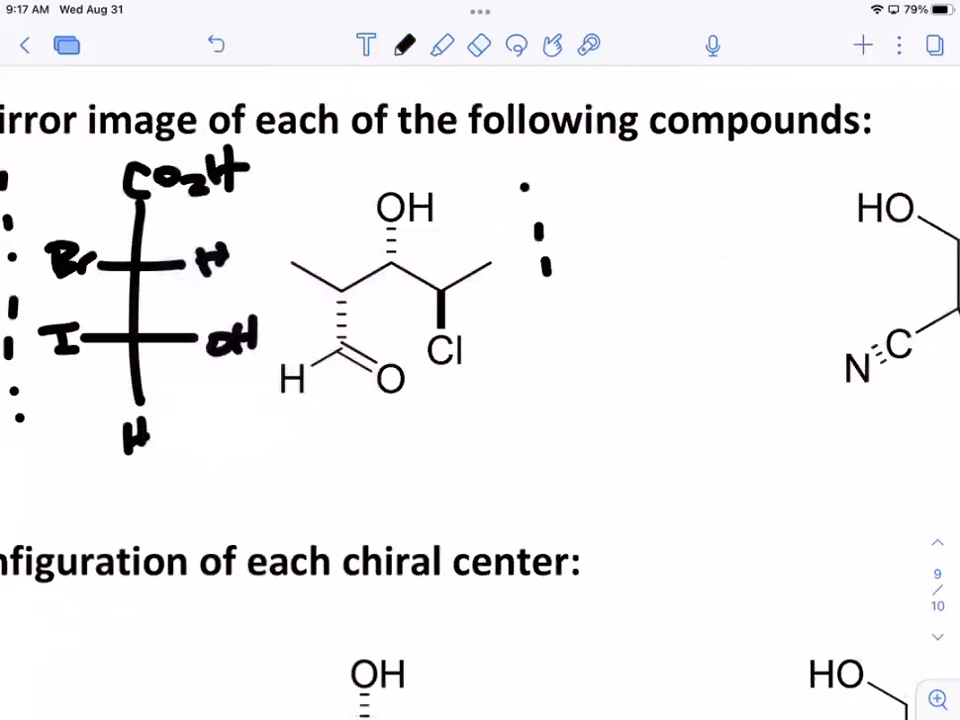 9:17 AM Wed Aug 31
79%
T
irror image of each of the following compounds:
CO2H
Br H
I OH
H
OH
Cl
H O
HO
N C
nfiguration of each chiral center:
9
/
10
OH
HO